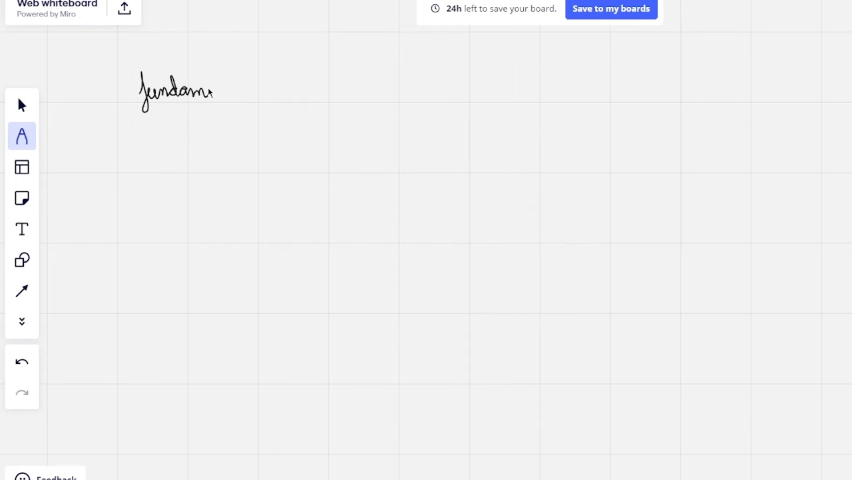 Web whiteboard
Powered by Miro
24h left to save your board.
Save to my boards
fundam
T
Feedback